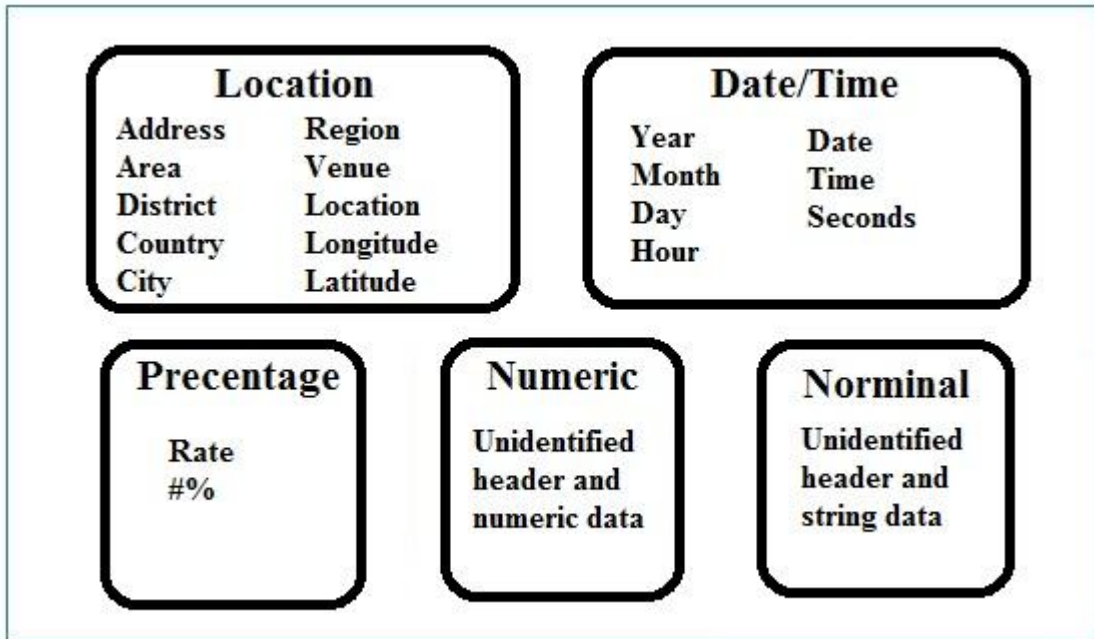 Location
Address
Area
District
Country
City
Region
Venue
Location
Longitude
Latitude
Date/Time
Year
Month
Day
Hour
Date
Time
Seconds
Precentage
Rate
#%
Numeric
Unidentified
header and
numeric data
Norminal
Unidentified
header and
string data